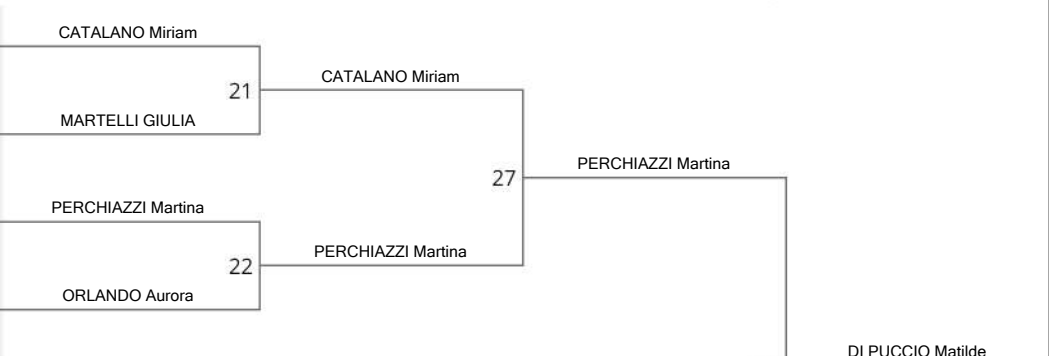 CATALANO Miriam
21
CATALANO Miriam
MARTELLI GIULIA
27
PERCHIAZZI Martina
PERCHIAZZI Martina
22
PERCHIAZZI Martina
ORLANDO Aurora
DI PUCCIO Matilde